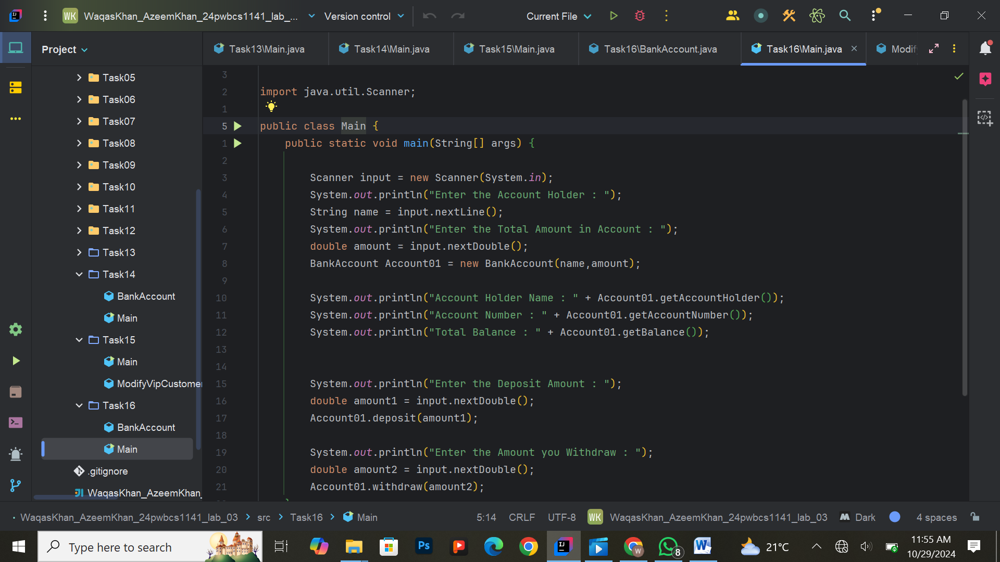 WK WaqasKhan_AzeemKhan_24pwbcs1141_lab_... Version control Current File
Project
Task13\Main.java Task14\Main.java Task15\Main.java Task16\BankAccount.java Task16\Main.java Modif
Task05
Task06
Task07
Task08
Task09
Task10
Task11
Task12
Task13
Task14
BankAccount
Main
Task15
Main
ModifyVipCustomer
Task16
BankAccount
Main
.gitignore
WaqasKhan_AzeemKhan_
3
2 import java.util.Scanner;
1
5 public class Main {
1 public static void main(String[] args) {
2
3 Scanner input = new Scanner(System.in);
4 System.out.println("Enter the Account Holder : ");
5 String name = input.nextLine();
6 System.out.println("Enter the Total Amount in Account : ");
7 double amount = input.nextDouble();
8 BankAccount Account01 = new BankAccount(name,amount);
9
10 System.out.println("Account Holder Name : " + Account01.getAccountHolder());
11 System.out.println("Account Number : " + Account01.getAccountNumber());
12 System.out.println("Total Balance : " + Account01.getBalance());
13
14
15 System.out.println("Enter the Deposit Amount : ");
16 double amount1 = input.nextDouble();
17 Account01.deposit(amount1);
18
19 System.out.println("Enter the Amount you Withdraw : ");
20 double amount2 = input.nextDouble();
21 Account01.withdraw(amount2);
WaqasKhan_AzeemKhan_24pwbcs1141_lab_03 src Task16 Main 5:14 CRLF UTF-8 WK WaqasKhan_AzeemKhan_24pwbcs1141_lab_03 Dark 4 spaces
Type here to search Ps 8 21°C
11:55 AM
10/29/2024